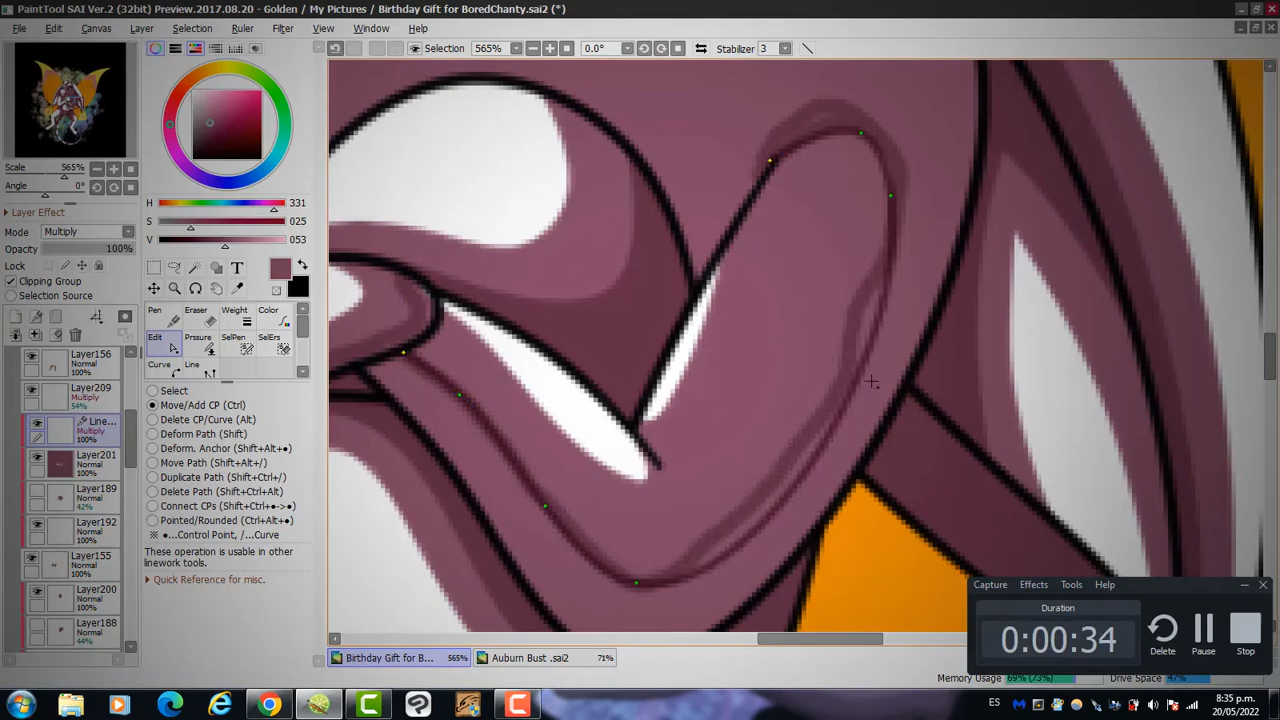 PaintTool SAI Ver.2 (32bit) Preview.2017.08.20 - Golden / My Pictures / Birthday Gift for BoredChanty.sai2 (*)
File Edit Canvas Layer Selection Ruler Filter View Window Help
Selection 565% 0.0° Stabilizer 3
Scale 565%
Angle 0°
Layer Effect
Mode Multiply
Opacity 100%
Lock
Clipping Group
Selection Source
H 331
S 025
V 053
T
Pen Eraser Weight Color
Edit Prssure SelPen SelErs
Curve Line
Select
Move/Add CP (Ctrl)
Delete CP/Curve (Alt)
Deform Path (Shift)
Deform. Anchor (Shift+Alt+)
Move Path (Shift+Alt+/)
Duplicate Path (Shift+Ctrl+/)
Delete Path (Shift+Ctrl+Alt)
Connect CPs (Shift+Ctrl+●->●)
Pointed/Rounded (Ctrl+Alt+●)
※ ●...Control Point, /...Curve
These operation is usable in other
linework tools.
Quick Reference for misc.
Layer156
Normal
Layer209
Multiply
54%
Line...
Multiply
100%
Layer201
100%
Layer189
42%
Layer192
Normal
100%
Layer155
Normal
100%
Layer200
Normal
100%
Layer188
44%
Capture Effects Tools Help
Duration
0:00:34
Delete Pause Stop
Birthday Gift for B... 565% Auburn Bust .sai2 71%
Memory Usage 69% (73%) Drive Space 47%
ES
8:35 p.m.
20/05/2022